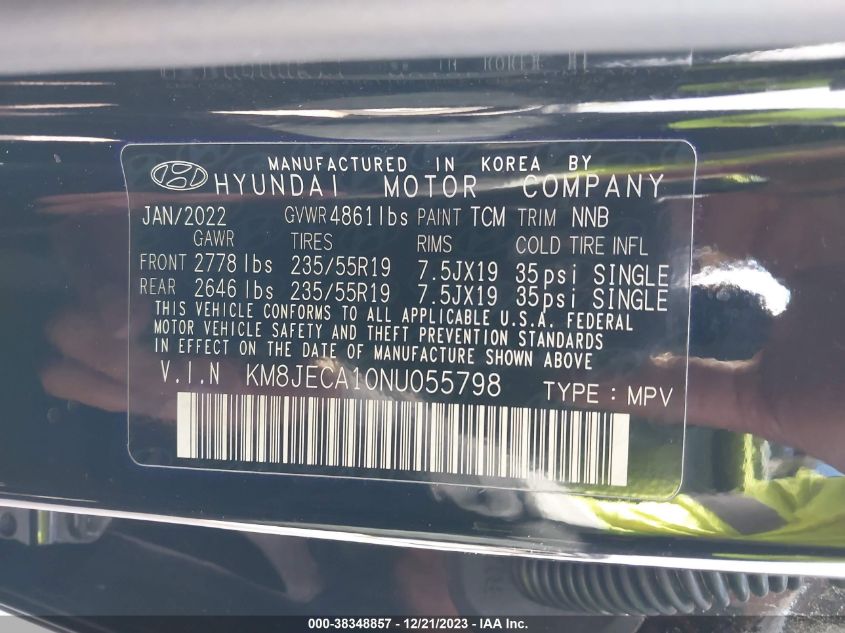 MANUFACTURED IN KOREA BY
HYUNDAI MOTOR COMPANY
JAN/2022 GVWR 4861 lbs PAINT TCM TRIM NNB
GAWR TIRES RIMS COLD TIRE INFL
FRONT 2778 lbs 235/55R19 7.5JX19 35psi SINGLE
REAR 2646 lbs 235/55R19 7.5JX19 35psi SINGLE
THIS VEHICLE CONFORMS TO ALL APPLICABLE U.S.A. FEDERAL
MOTOR VEHICLE SAFETY AND THEFT PREVENTION STANDARDS
IN EFFECT ON THE DATE OF MANUFACTURE SHOWN ABOVE
V.I.N KM8JECA10NU055798 TYPE : MPV
000-38348857 - 12/21/2023 - IAA Inc.